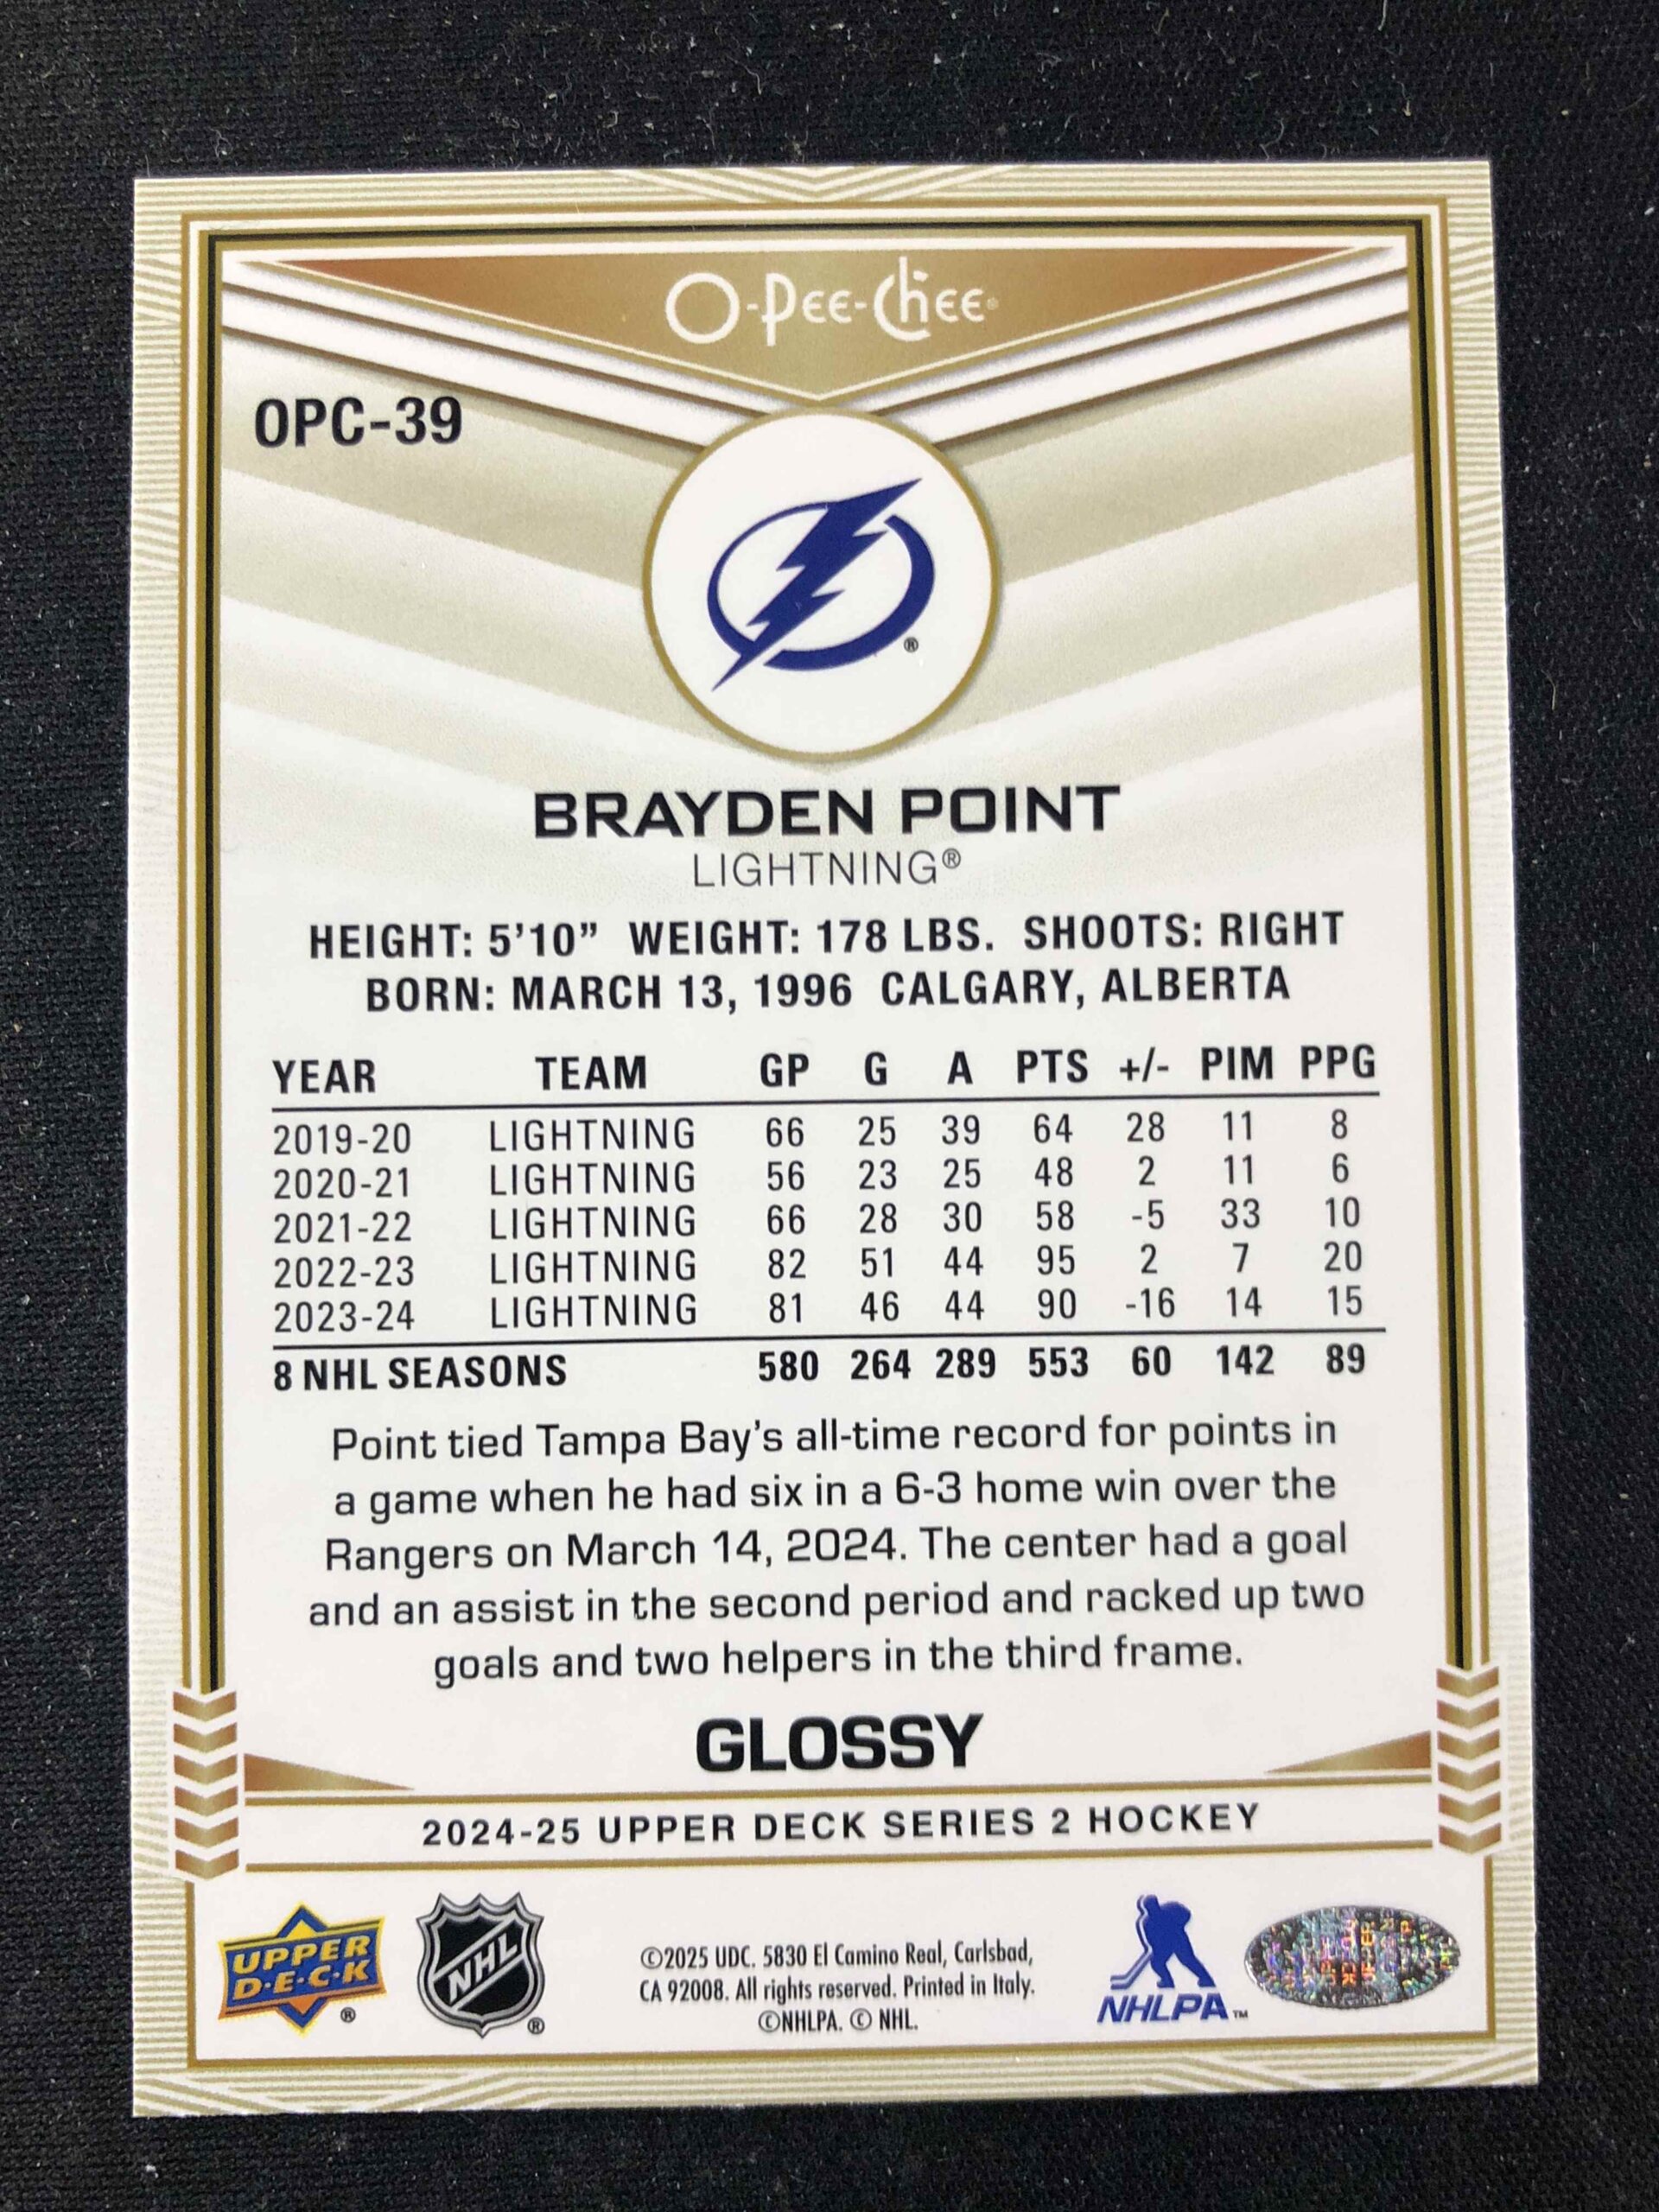 O-Pee-Chee®
OPC-39
®
BRAYDEN POINT
LIGHTNING®
HEIGHT: 5'10" WEIGHT: 178 LBS. SHOOTS: RIGHT
BORN: MARCH 13, 1996 CALGARY, ALBERTA
YEAR TEAM GP G A PTS +/- PIM PPG
2019-20 LIGHTNING 66 25 39 64 28 11 8
2020-21 LIGHTNING 56 23 25 48 2 11 6
2021-22 LIGHTNING 66 28 30 58 -5 33 10
2022-23 LIGHTNING 82 51 44 95 2 7 20
2023-24 LIGHTNING 81 46 44 90 -16 14 15
8 NHL SEASONS 580 264 289 553 60 142 89
Point tied Tampa Bay's all-time record for points in
a game when he had six in a 6-3 home win over the
Rangers on March 14, 2024. The center had a goal
and an assist in the second period and racked up two
goals and two helpers in the third frame.
GLOSSY
2024-25 UPPER DECK SERIES 2 HOCKEY
UPPER
D·E·C·K
®
NHL
®
©2025 UDC. 5830 El Camino Real, Carlsbad,
CA 92008. All rights reserved. Printed in Italy.
©NHLPA. © NHL.
NHLPA™